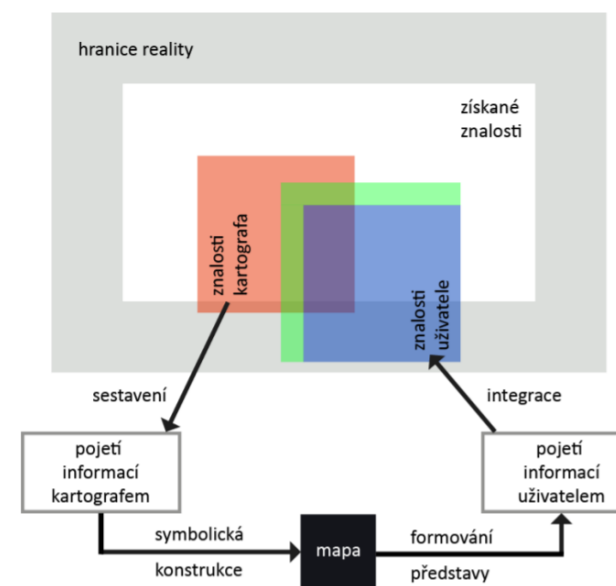 hranice reality
získané
znalosti
znalosti
kartografa
znalosti
uživatele
sestavení
integrace
pojetí
informací
kartografem
pojetí
informací
uživatelem
symbolická
konstrukce
mapa
formování
představy